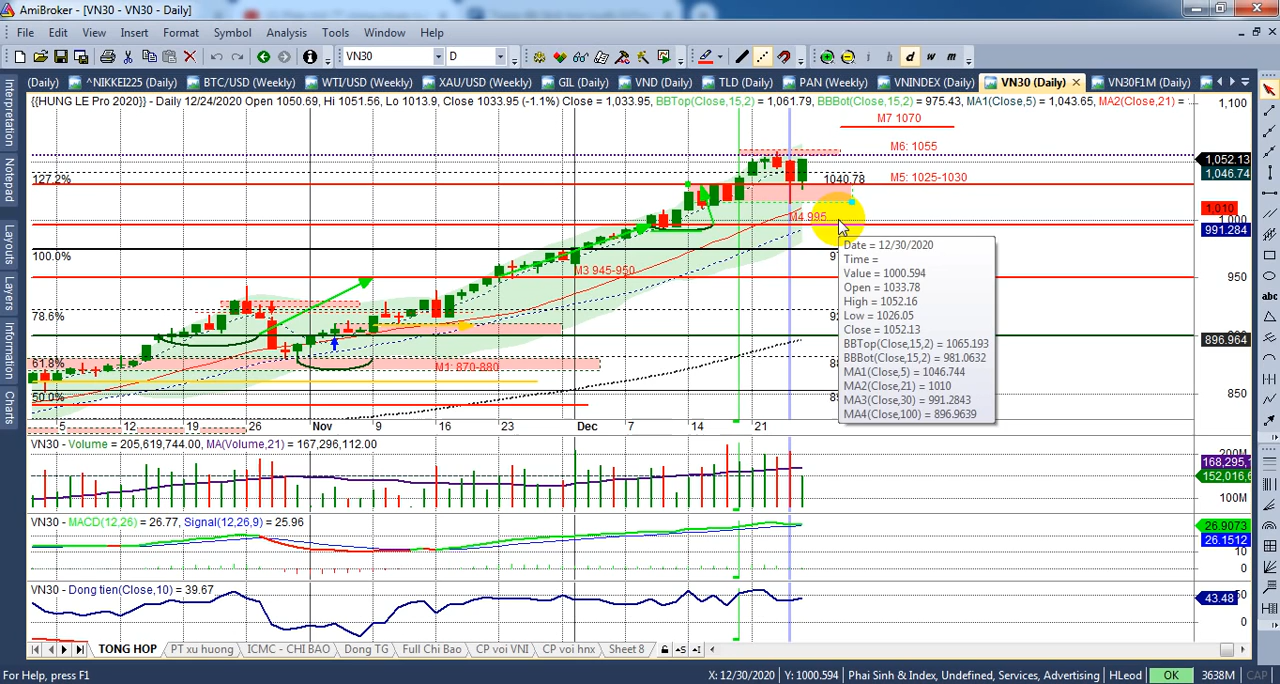 AmiBroker - [VN30 - VN30 - Daily]
File Edit View Insert Format Symbol Analysis Tools Window Help
VN30 D i h d w m
(Daily) ^NIKKEI225 (Daily) BTC/USD (Weekly) WTI/USD (Weekly) XAU/USD (Weekly) GIL (Daily) VND (Daily) TLD (Daily) PAN (Weekly) VNINDEX (Daily) VN30 (Daily) VN30F1M (Daily)
{{HUNG LE Pro 2020}} - Daily 12/24/2020 Open 1050.69, Hi 1051.56, Lo 1013.9, Close 1033.95 (-1.1%) Close = 1,033.95, BBTop(Close,15,2) = 1,061.79, BBBot(Close,15,2) = 975.43, MA1(Close,5) = 1,043.65, MA2(Close,21) =
1,100
M7 1070
M6: 1055
1,052.13
1,046.74
127.2%
1040.78
M5: 1025-1030
1,010
M4 995
991.284
Date = 12/30/2020
Time =
Value = 1000.594
Open = 1033.78
High = 1052.16
Low = 1026.05
Close = 1052.13
BBTop(Close,15,2) = 1065.193
BBBot(Close,15,2) = 981.0632
MA1(Close,5) = 1046.744
MA2(Close,21) = 1010
MA3(Close,30) = 991.2843
MA4(Close,100) = 896.9639
100.0%
M3 945-950
950
78.6%
896.964
61.8%
M1: 870-880
50.0%
850
5 12 19 26 Nov 9 16 23 Dec 7 14 21
VN30 - Volume = 205,619,744.00, MA(Volume,21) = 167,296,112.00
168,295,
152,016,
100M
VN30 - MACD(12,26) = 26.77, Signal(12,26,9) = 25.96
26.9073
26.1512
10
0
VN30 - Dong tien(Close,10) = 39.67
43.48
0
TONG HOP PT xu huong ICMC - CHI BAO Dong TG Full Chi Bao CP voi VNI CP voi hnx Sheet 8
For Help, press F1 X: 12/30/2020 Y: 1000.594 Phai Sinh & Index, Undefined, Services, Advertising HLeod OK 3638M CAP
Interpretation
Notepad
Layouts
Layers
Information
Charts
abc